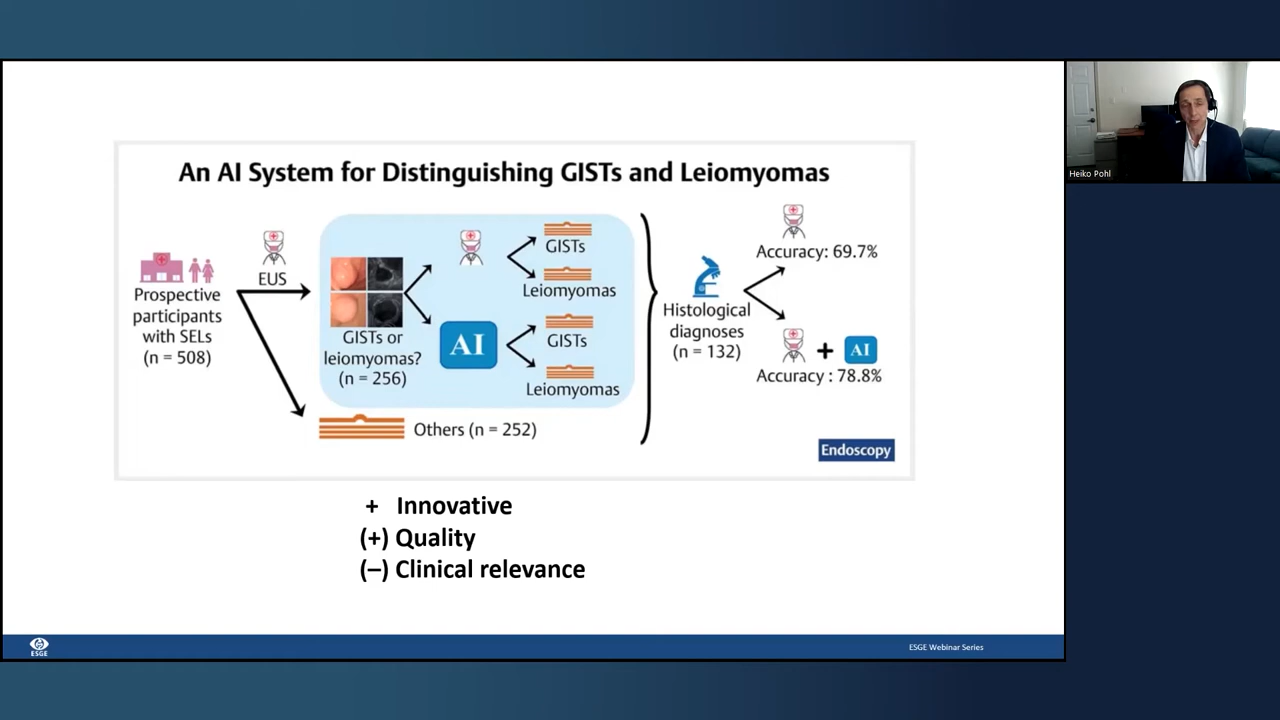 An AI System for Distinguishing GISTs and Leiomyomas
Prospective
participants
with SELs
(n = 508)
EUS
GISTs or
leiomyomas?
(n = 256)
AI
GISTs
Leiomyomas
GISTs
Leiomyomas
Others (n = 252)
Histological
diagnoses
(n = 132)
Accuracy: 69.7%
+ AI
Accuracy : 78.8%
Endoscopy
+ Innovative
(+) Quality
(–) Clinical relevance
ESGE
ESGE Webinar Series
Heiko Pohl